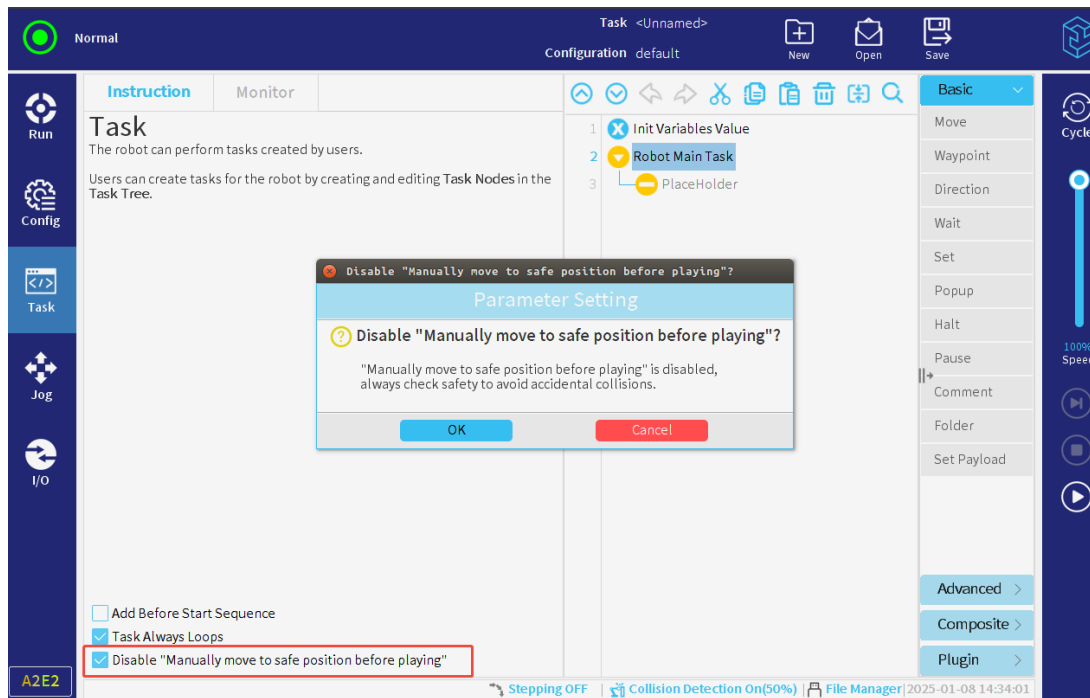 Normal
Task <Unnamed>
Configuration default
New
Open
Save
Run
Config
Task
Jog
I/O
A2E2
Instruction
Monitor
Task
The robot can perform tasks created by users.
Users can create tasks for the robot by creating and editing Task Nodes in the
Task Tree.
1 Init Variables Value
2 Robot Main Task
3 PlaceHolder
Disable "Manually move to safe position before playing"?
Parameter Setting
Disable "Manually move to safe position before playing"?
"Manually move to safe position before playing" is disabled,
always check safety to avoid accidental collisions.
OK
Cancel
Add Before Start Sequence
Task Always Loops
Disable "Manually move to safe position before playing"
Basic
Move
Waypoint
Direction
Wait
Set
Popup
Halt
Pause
Comment
Folder
Set Payload
Advanced
Composite
Plugin
Cycle
100%
Speed
Stepping OFF | Collision Detection On(50%) | File Manager | 2025-01-08 14:34:01